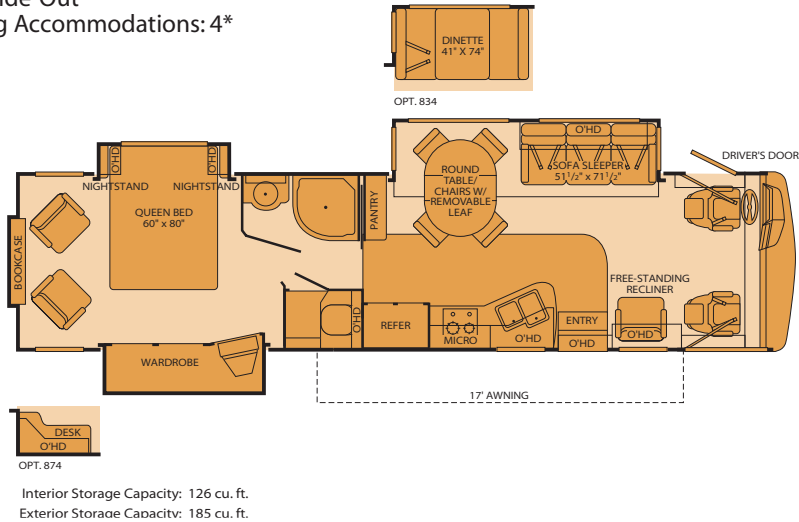 Accommodations: 4*
DINETTE
41" X 74"
OPT. 834
O'HD
O'HD
NIGHTSTAND
NIGHTSTAND
QUEEN BED
60" x 80"
BOOKCASE
PANTRY
ROUND
TABLE/
CHAIRS W/
REMOVABLE
LEAF
O'HD
SOFA SLEEPER
51 1/2" x 71 1/2"
DRIVER'S DOOR
FREE-STANDING
RECLINER
O'HD
REFER
MICRO
O'HD
ENTRY
O'HD
O'HD
WARDROBE
17' AWNING
DESK
O'HD
OPT. 874
Interior Storage Capacity: 126 cu. ft.
Exterior Storage Capacity: 185 cu. ft.